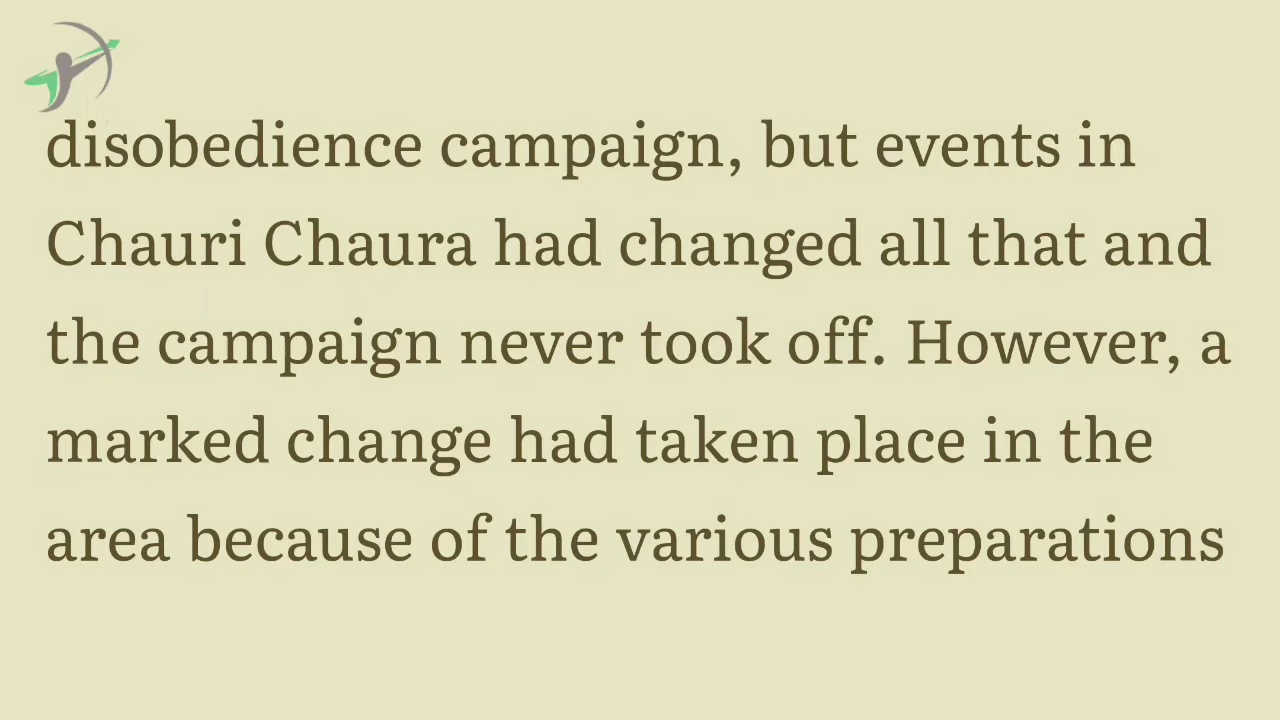 disobedience campaign, but events in
Chauri Chaura had changed all that and
the campaign never took off. However, a
marked change had taken place in the
area because of the various preparations